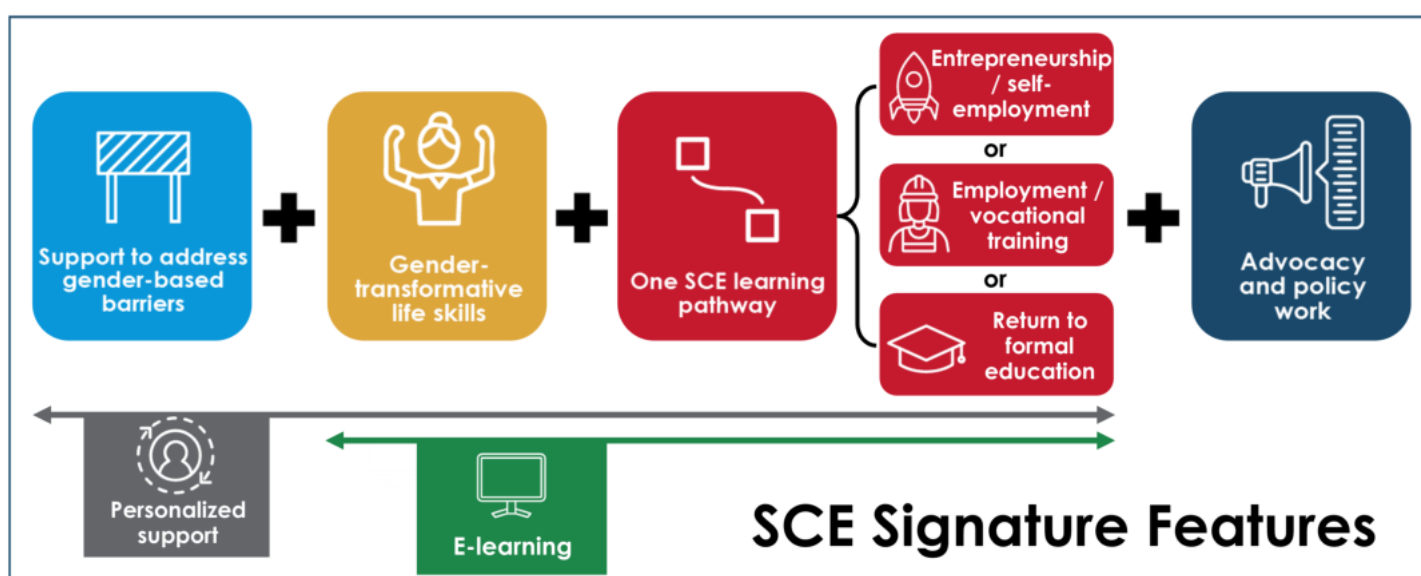 Support to address
gender-based
barriers
Gender-
transformative
life skills
One SCE learning
pathway
Entrepreneurship
/ self-
employment
or
Employment /
vocational
training
or
Return to
formal
education
Advocacy
and policy
work
Personalized
support
E-learning
SCE Signature Features